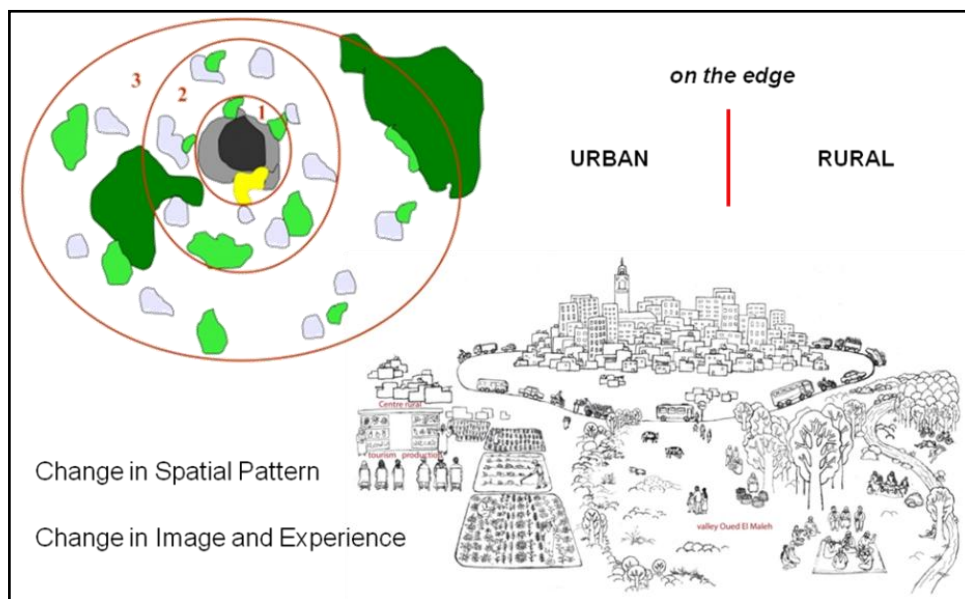 3
2
1
on the edge
URBAN
RURAL
Centre rural
tourism production
valley Oued El Maleh
Change in Spatial Pattern
Change in Image and Experience